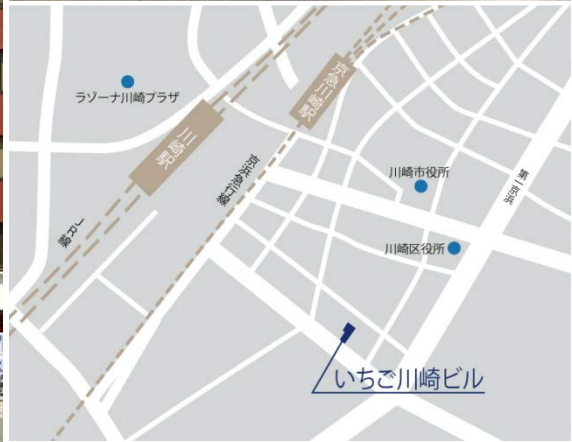 ラゾーナ川崎プラザ
川崎駅
京急川崎駅
京浜急行線
JR線
川崎市役所
第一京浜
川崎区役所
いちご川崎ビル